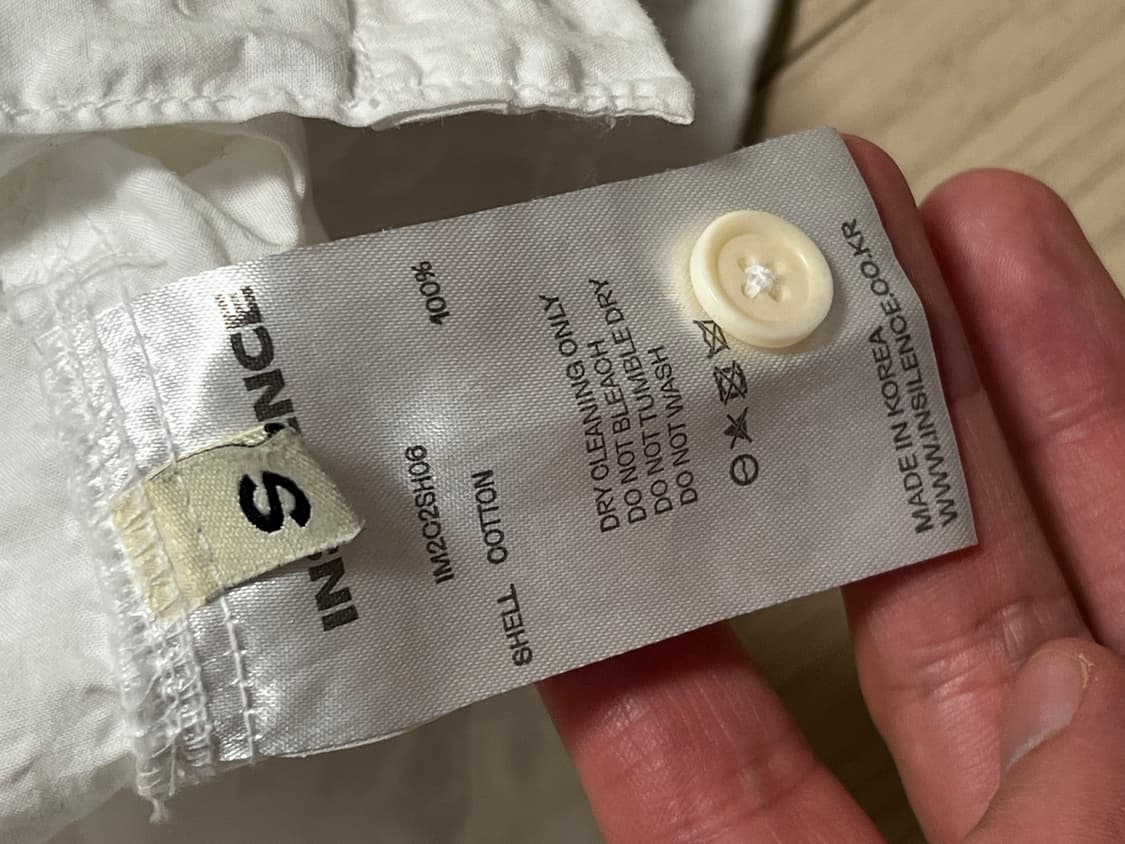 INSILENCE
S
IM2C2SH06
SHELL COTTON 100%
DRY CLEANING ONLY
DO NOT BLEACH
DO NOT TUMBLE DRY
DO NOT WASH
MADE IN KOREA
WWW.INSILENCE.CO.KR